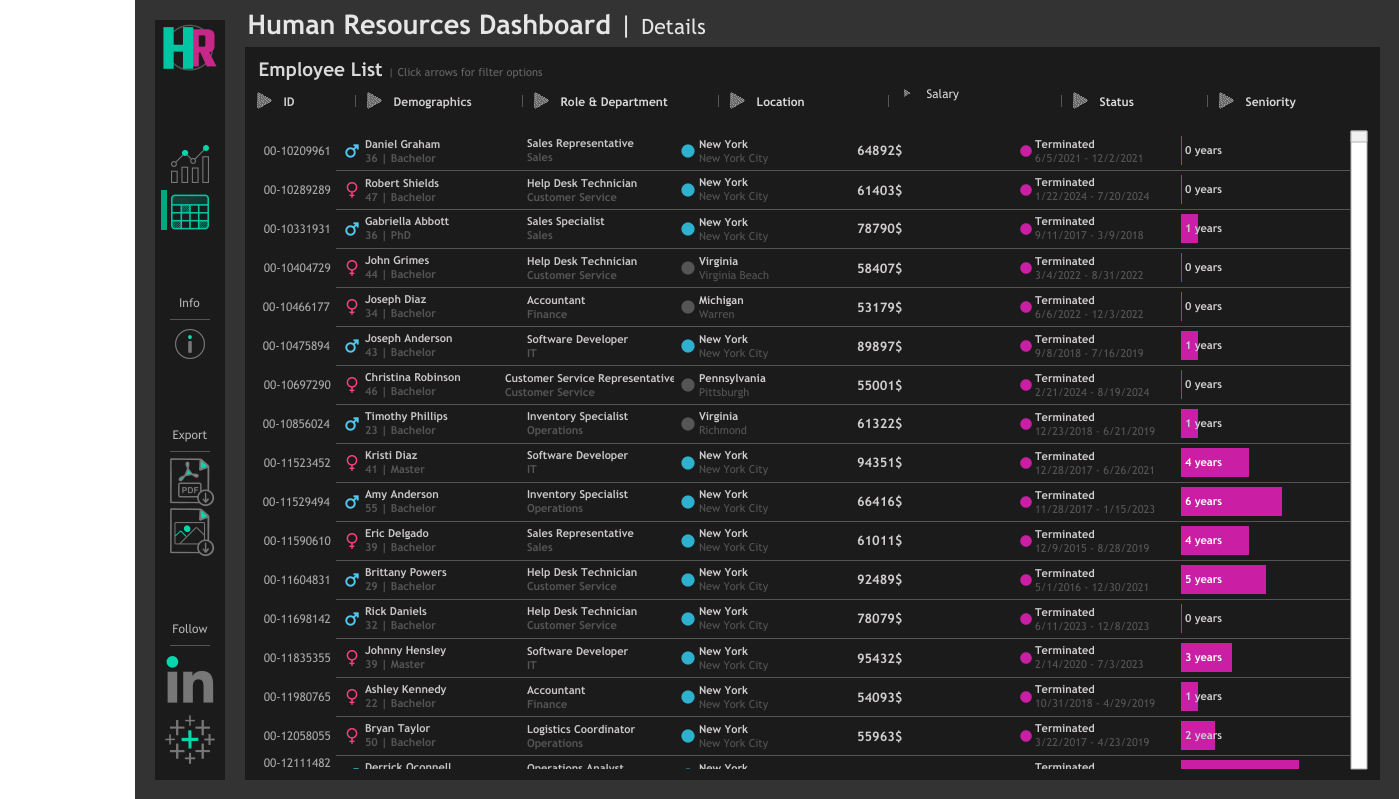 HR
Human Resources Dashboard | Details
Employee List | Click arrows for filter options
ID | Demographics | Role & Department | Location | Salary | Status | Seniority
00-10209961 Daniel Graham Sales Representative New York 64892$ Terminated 0 years
36 | Bachelor Sales New York City 6/5/2021 - 12/2/2021
00-10289289 Robert Shields Help Desk Technician New York 61403$ Terminated 0 years
47 | Bachelor Customer Service New York City 1/22/2024 - 7/20/2024
00-10331931 Gabriella Abbott Sales Specialist New York 78790$ Terminated 1 years
36 | PhD Sales New York City 9/11/2017 - 3/9/2018
00-10404729 John Grimes Help Desk Technician Virginia 58407$ Terminated 0 years
44 | Bachelor Customer Service Virginia Beach 3/4/2022 - 8/31/2022
Info
00-10466177 Joseph Diaz Accountant Michigan 53179$ Terminated 0 years
34 | Bachelor Finance Warren 6/6/2022 - 12/3/2022
00-10475894 Joseph Anderson Software Developer New York 89897$ Terminated 1 years
43 | Bachelor IT New York City 9/8/2018 - 7/16/2019
00-10697290 Christina Robinson Customer Service Representative Pennsylvania 55001$ Terminated 0 years
46 | Bachelor Customer Service Pittsburgh 2/21/2024 - 8/19/2024
00-10856024 Timothy Phillips Inventory Specialist Virginia 61322$ Terminated 1 years
23 | Bachelor Operations Richmond 12/23/2018 - 6/21/2019
Export
00-11523452 Kristi Diaz Software Developer New York 94351$ Terminated 4 years
41 | Master IT New York City 12/28/2017 - 6/26/2021
PDF
00-11529494 Amy Anderson Inventory Specialist New York 66416$ Terminated 6 years
55 | Bachelor Operations New York City 11/28/2017 - 1/15/2023
00-11590610 Eric Delgado Sales Representative New York 61011$ Terminated 4 years
39 | Bachelor Sales New York City 12/9/2015 - 8/28/2019
00-11604831 Brittany Powers Help Desk Technician New York 92489$ Terminated 5 years
29 | Bachelor Customer Service New York City 5/1/2016 - 12/30/2021
00-11698142 Rick Daniels Help Desk Technician New York 78079$ Terminated 0 years
32 | Bachelor Customer Service New York City 6/11/2023 - 12/8/2023
Follow
00-11835355 Johnny Hensley Software Developer New York 95432$ Terminated 3 years
39 | Master IT New York City 2/14/2020 - 7/3/2023
in
00-11980765 Ashley Kennedy Accountant New York 54093$ Terminated 1 years
22 | Bachelor Finance New York City 10/31/2018 - 4/29/2019
00-12058055 Bryan Taylor Logistics Coordinator New York 55963$ Terminated 2 years
50 | Bachelor Operations New York City 3/22/2017 - 4/23/2019
00-12111482 Derrick Oconnell Operations Analyst New York Terminated